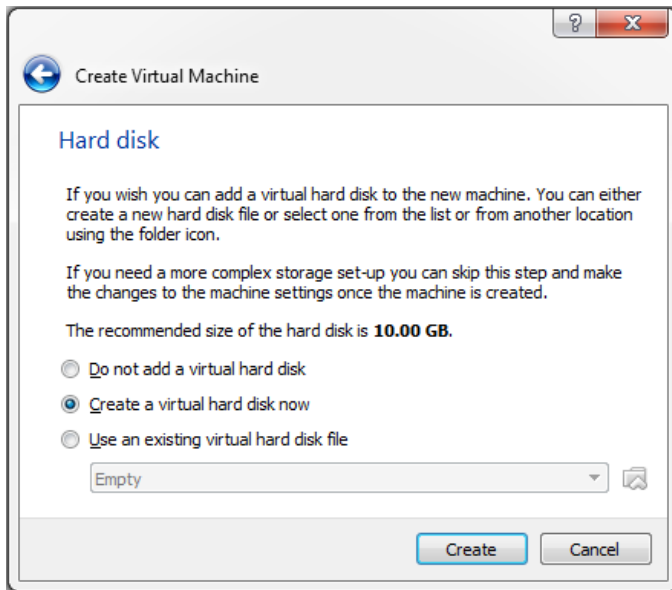 Create Virtual Machine
Hard disk
If you wish you can add a virtual hard disk to the new machine. You can either
create a new hard disk file or select one from the list or from another location
using the folder icon.
If you need a more complex storage set-up you can skip this step and make
the changes to the machine settings once the machine is created.
The recommended size of the hard disk is 10.00 GB.
Do not add a virtual hard disk
Create a virtual hard disk now
Use an existing virtual hard disk file
Empty
Create Cancel